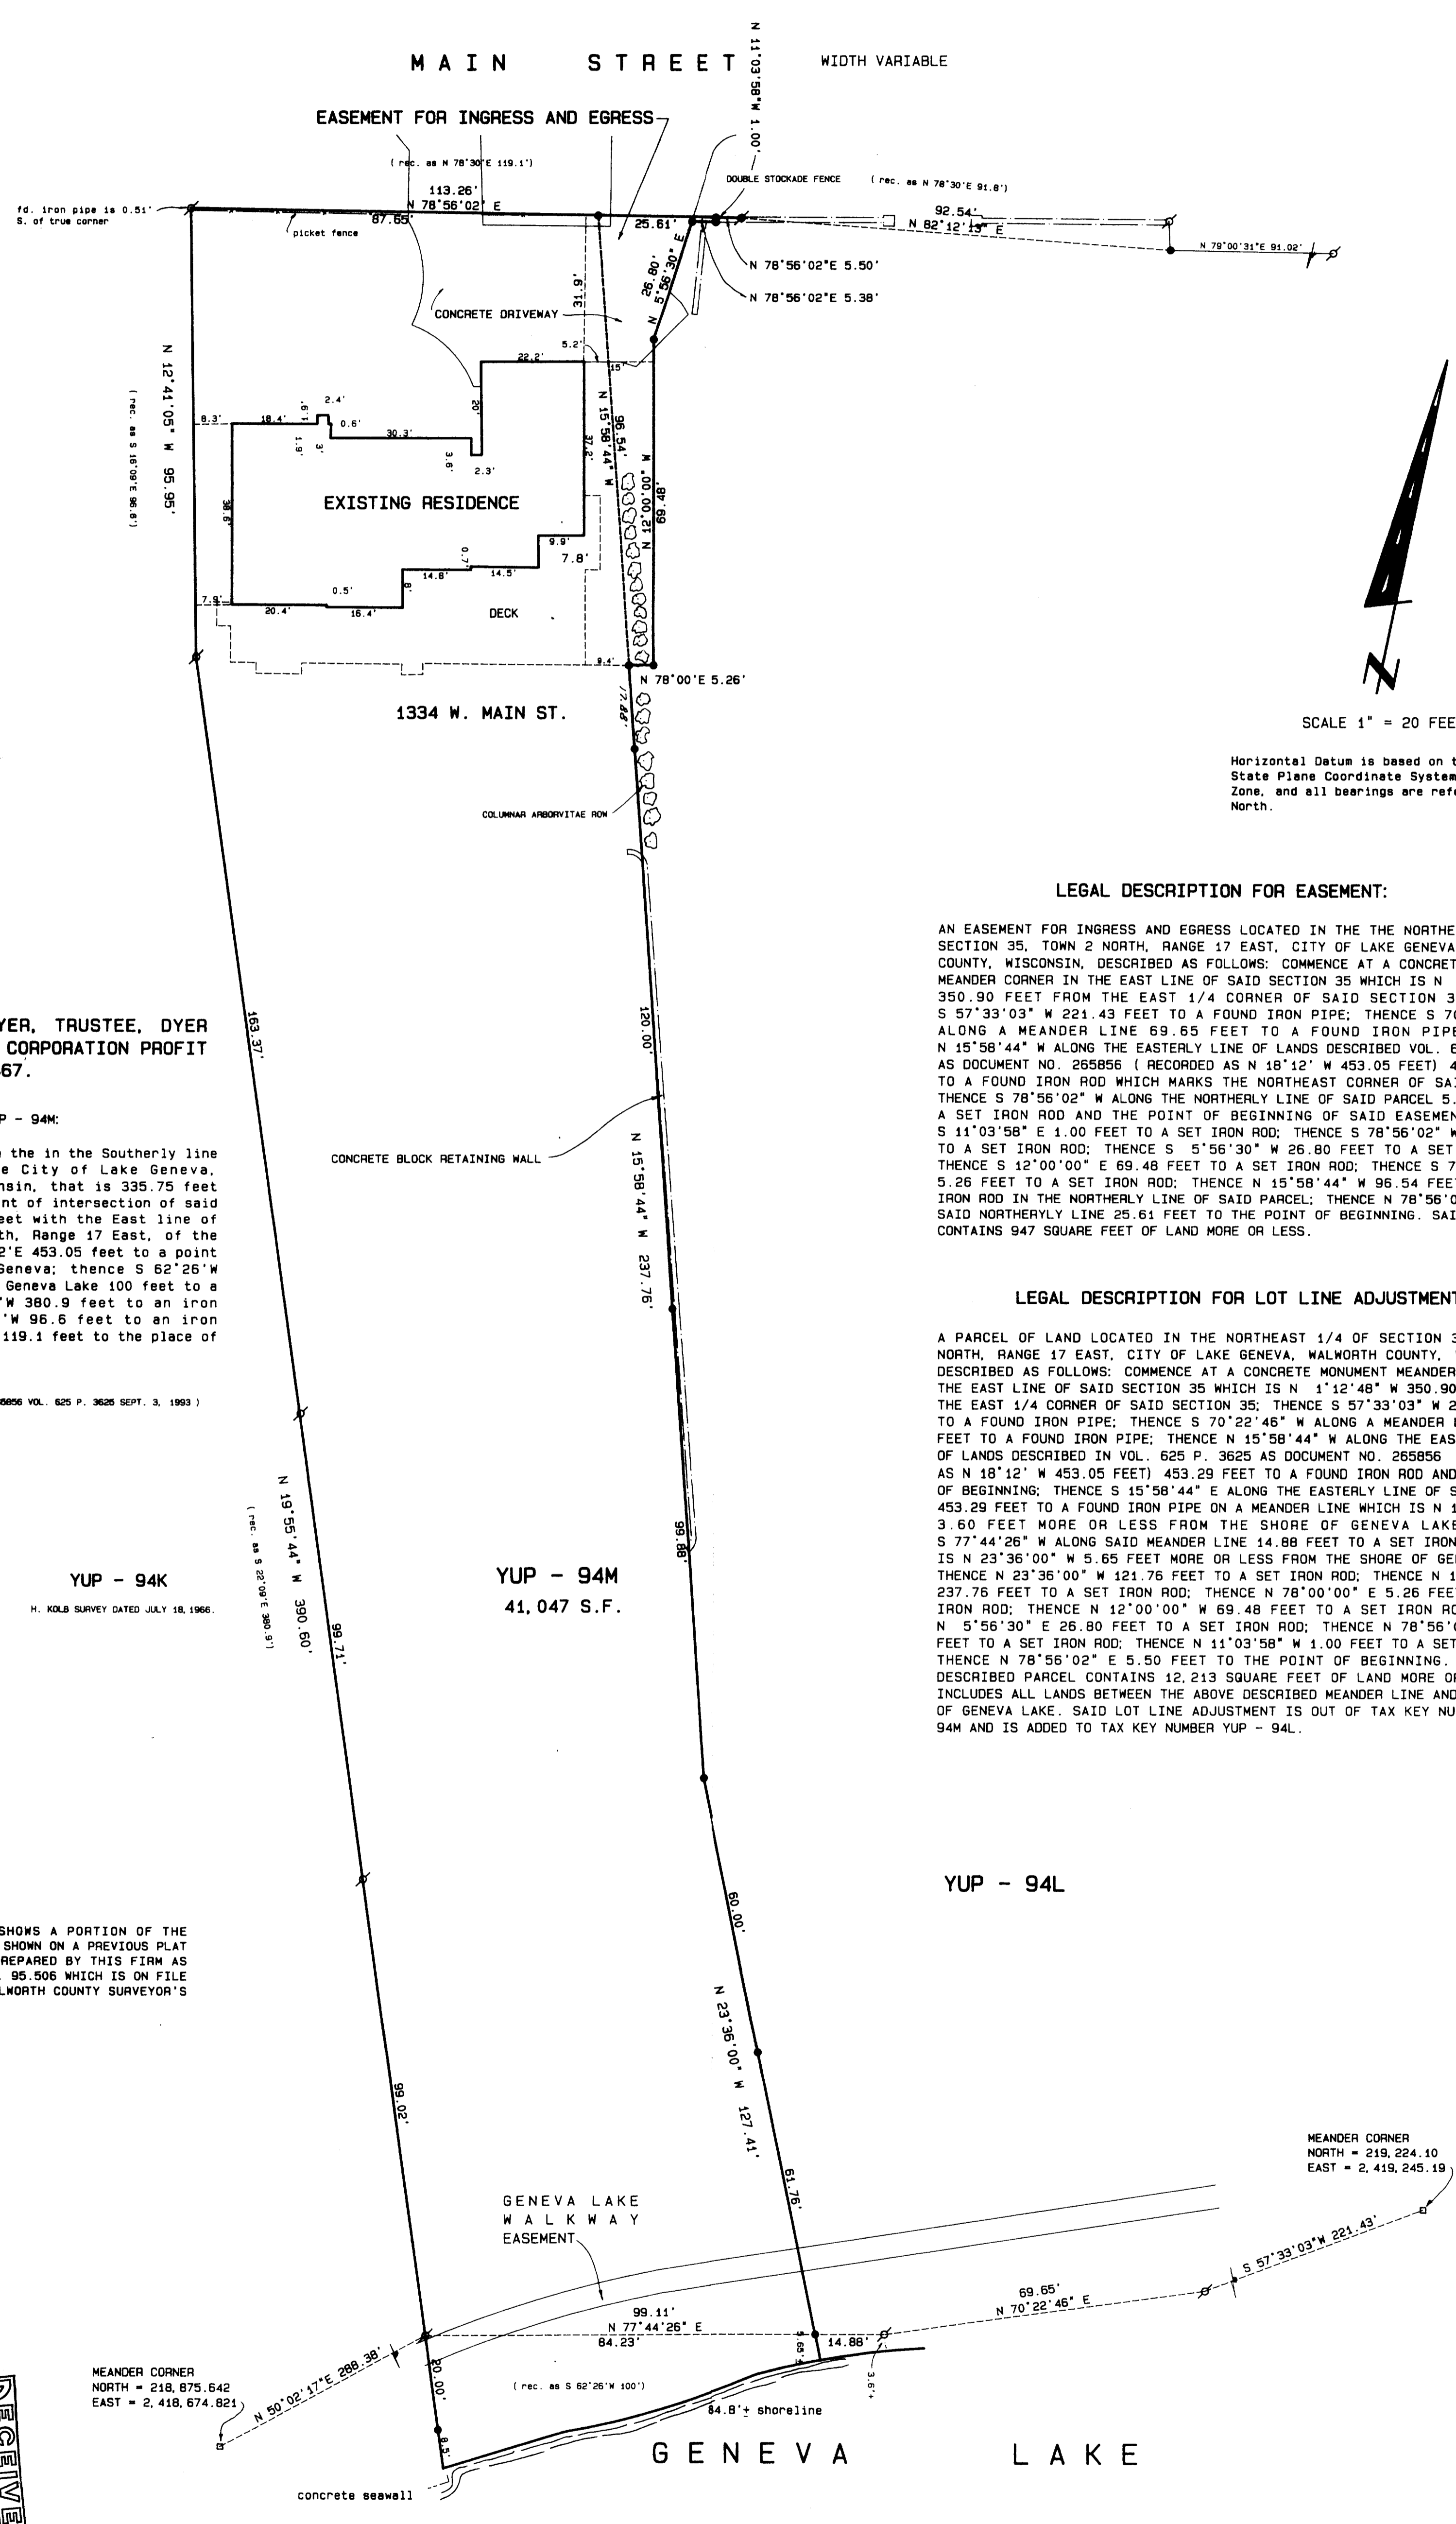 MAIN STREET WIDTH VARIABLE
N 11°03'58"W 1.00'
EASEMENT FOR INGRESS AND EGRESS
( rec. as N 78°30'E 119.1')
DOUBLE STOCKADE FENCE ( rec. as N 78°30'E 91.8')
fd. iron pipe is 0.51'
S. of true corner
113.26'
N 78°56'02" E
87.65'
picket fence
25.61'
92.54'
N 82°12'13" E
N 79°00'31"E 91.02'
N 78°56'02"E 5.50'
N 78°56'02"E 5.38'
26.80'
N 5°56'30" E
31.9'
CONCRETE DRIVEWAY
5.2'
15'
22.2'
N 12°41'05" W 95.95'
( rec. as S 16°09'E 96.6')
8.3'
18.4'
1.6'
2.4'
0.6'
1.9'
3'
30.3'
3.6'
2.3'
20'
37.2'
N 15°58'44" W
96.54'
N 12°00'00" W
69.48'
EXISTING RESIDENCE
38.6'
7.9'
20.4'
0.5'
16.4'
8'
14.8'
0.7'
14.5'
9.9'
7.8'
DECK
9.4'
N 78°00'E 5.26'
17.88'
1334 W. MAIN ST.
COLUMNAR ARBORVITAE ROW
SCALE 1" = 20 FEE
Horizontal Datum is based on t
State Plane Coordinate System
Zone, and all bearings are refe
North.
LEGAL DESCRIPTION FOR EASEMENT:
AN EASEMENT FOR INGRESS AND EGRESS LOCATED IN THE THE NORTHE
SECTION 35, TOWN 2 NORTH, RANGE 17 EAST, CITY OF LAKE GENEVA
COUNTY, WISCONSIN, DESCRIBED AS FOLLOWS: COMMENCE AT A CONCRET
MEANDER CORNER IN THE EAST LINE OF SAID SECTION 35 WHICH IS N
350.90 FEET FROM THE EAST 1/4 CORNER OF SAID SECTION 3
S 57°33'03" W 221.43 FEET TO A FOUND IRON PIPE; THENCE S 70
ALONG A MEANDER LINE 69.65 FEET TO A FOUND IRON PIPE
N 15°58'44" W ALONG THE EASTERLY LINE OF LANDS DESCRIBED VOL. 6
AS DOCUMENT NO. 265856 ( RECORDED AS N 18°12' W 453.05 FEET) 4
TO A FOUND IRON ROD WHICH MARKS THE NORTHEAST CORNER OF SAI
THENCE S 78°56'02" W ALONG THE NORTHERLY LINE OF SAID PARCEL 5.
A SET IRON ROD AND THE POINT OF BEGINNING OF SAID EASEMEN
S 11°03'58" E 1.00 FEET TO A SET IRON ROD; THENCE S 78°56'02" W
TO A SET IRON ROD; THENCE S 5°56'30" W 26.80 FEET TO A SET
THENCE S 12°00'00" E 69.48 FEET TO A SET IRON ROD; THENCE S 7
5.26 FEET TO A SET IRON ROD; THENCE N 15°58'44" W 96.54 FEE
IRON ROD IN THE NORTHERLY LINE OF SAID PARCEL; THENCE N 78°56'0
SAID NORTHERYLY LINE 25.61 FEET TO THE POINT OF BEGINNING. SAI
CONTAINS 947 SQUARE FEET OF LAND MORE OR LESS.
LEGAL DESCRIPTION FOR LOT LINE ADJUSTMENT
A PARCEL OF LAND LOCATED IN THE NORTHEAST 1/4 OF SECTION 3
NORTH, RANGE 17 EAST, CITY OF LAKE GENEVA, WALWORTH COUNTY,
DESCRIBED AS FOLLOWS: COMMENCE AT A CONCRETE MONUMENT MEANDER
THE EAST LINE OF SAID SECTION 35 WHICH IS N 1°12'48" W 350.90
THE EAST 1/4 CORNER OF SAID SECTION 35; THENCE S 57°33'03" W 2
TO A FOUND IRON PIPE; THENCE S 70°22'46" W ALONG A MEANDER
FEET TO A FOUND IRON PIPE; THENCE N 15°58'44" W ALONG THE EAS
OF LANDS DESCRIBED IN VOL. 625 P. 3625 AS DOCUMENT NO. 265856
AS N 18°12' W 453.05 FEET) 453.29 FEET TO A FOUND IRON ROD AND
OF BEGINNING; THENCE S 15°58'44" E ALONG THE EASTERLY LINE OF S
453.29 FEET TO A FOUND IRON PIPE ON A MEANDER LINE WHICH IS N 1
3.60 FEET MORE OR LESS FROM THE SHORE OF GENEVA LAKE
S 77°44'26" W ALONG SAID MEANDER LINE 14.88 FEET TO A SET IRON
IS N 23°36'00" W 5.65 FEET MORE OR LESS FROM THE SHORE OF GE
THENCE N 23°36'00" W 121.76 FEET TO A SET IRON ROD; THENCE N 1
237.76 FEET TO A SET IRON ROD; THENCE N 78°00'00" E 5.26 FEET
IRON ROD; THENCE N 12°00'00" W 69.48 FEET TO A SET IRON RO
N 5°56'30" E 26.80 FEET TO A SET IRON ROD; THENCE N 78°56'0
FEET TO A SET IRON ROD; THENCE N 11°03'58" W 1.00 FEET TO A SET
THENCE N 78°56'02" E 5.50 FEET TO THE POINT OF BEGINNING.
DESCRIBED PARCEL CONTAINS 12,213 SQUARE FEET OF LAND MORE OR
INCLUDES ALL LANDS BETWEEN THE ABOVE DESCRIBED MEANDER LINE AND
OF GENEVA LAKE. SAID LOT LINE ADJUSTMENT IS OUT OF TAX KEY NU
94M AND IS ADDED TO TAX KEY NUMBER YUP - 94L.
YER, TRUSTEE, DYER
CORPORATION PROFIT
67.
P - 94M:
the in the Southerly line
e City of Lake Geneva,
nsin, that is 335.75 feet
nt of intersection of said
eet with the East line of
th, Range 17 East, of the
2'E 453.05 feet to a point
Geneva; thence S 62°26'W
Geneva Lake 100 feet to a
'W 380.9 feet to an iron
'W 96.6 feet to an iron
119.1 feet to the place of
5856 VOL. 625 P. 3625 SEPT. 3, 1993 )
163.37'
120.00'
CONCRETE BLOCK RETAINING WALL
N 15°58'44" W 237.76'
99.88'
N 19°55'44" W 390.60'
( rec. as S 22°09'E 380.9')
99.71'
YUP - 94K
H. KOLB SURVEY DATED JULY 18, 1966.
YUP - 94M
41,047 S.F.
YUP - 94L
SHOWS A PORTION OF THE
SHOWN ON A PREVIOUS PLAT
REPARED BY THIS FIRM AS
. 95.506 WHICH IS ON FILE
LWORTH COUNTY SURVEYOR'S
60.00'
N 23°36'00" W 127.41'
61.76'
99.02'
GENEVA LAKE
WALKWAY
EASEMENT
MEANDER CORNER
NORTH = 219,224.10
EAST = 2,419,245.19
S 57°33'03"W 221.43'
69.65'
N 70°22'46" E
99.11'
N 77°44'26" E
84.23'
5.65'±
14.88'
3.6'±
N 50°02'17"E 288.38'
MEANDER CORNER
NORTH = 218,875.642
EAST = 2,418,674.821
20.00'
8.5'
( rec. as S 62°26'W 100')
84.8'± shoreline
GENEVA LAKE
concrete seawall
RECEIVE